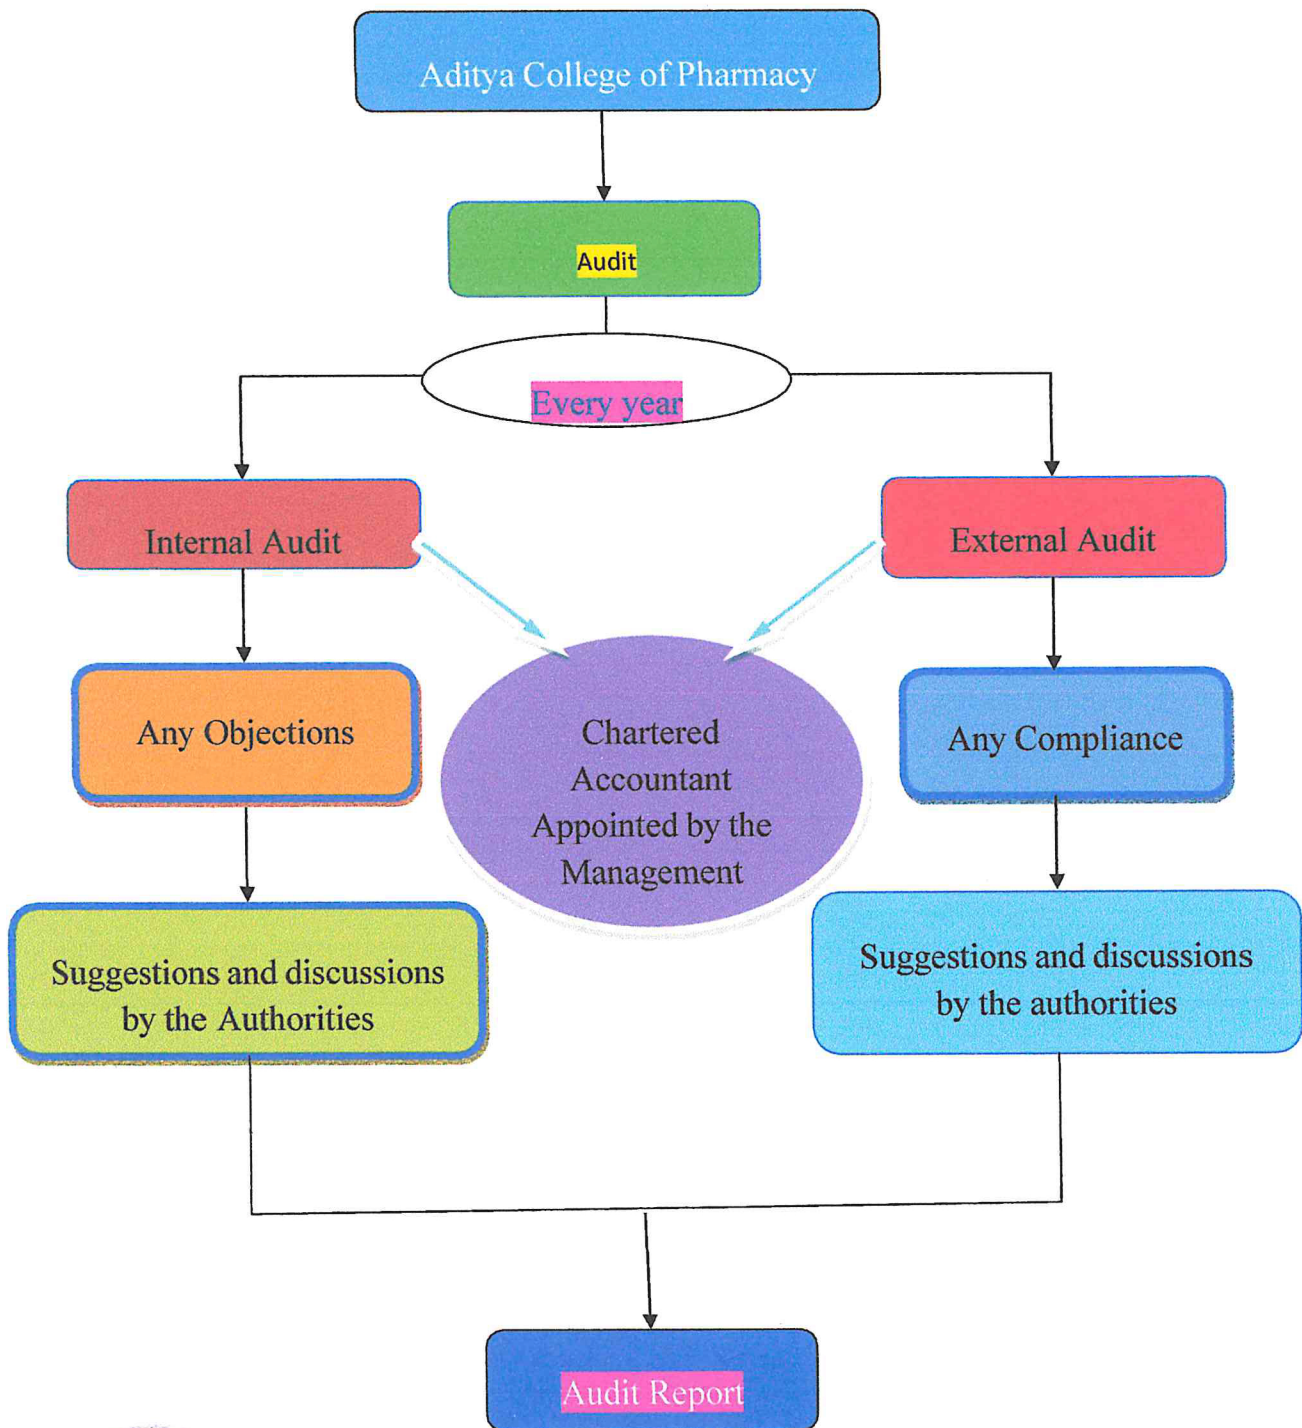 Aditya College of Pharmacy
Audit
Every year
Internal Audit
External Audit
Any Objections
Any Compliance
Chartered
Accountant
Appointed by the
Management
Suggestions and discussions
by the Authorities
Suggestions and discussions
by the authorities
Audit Report